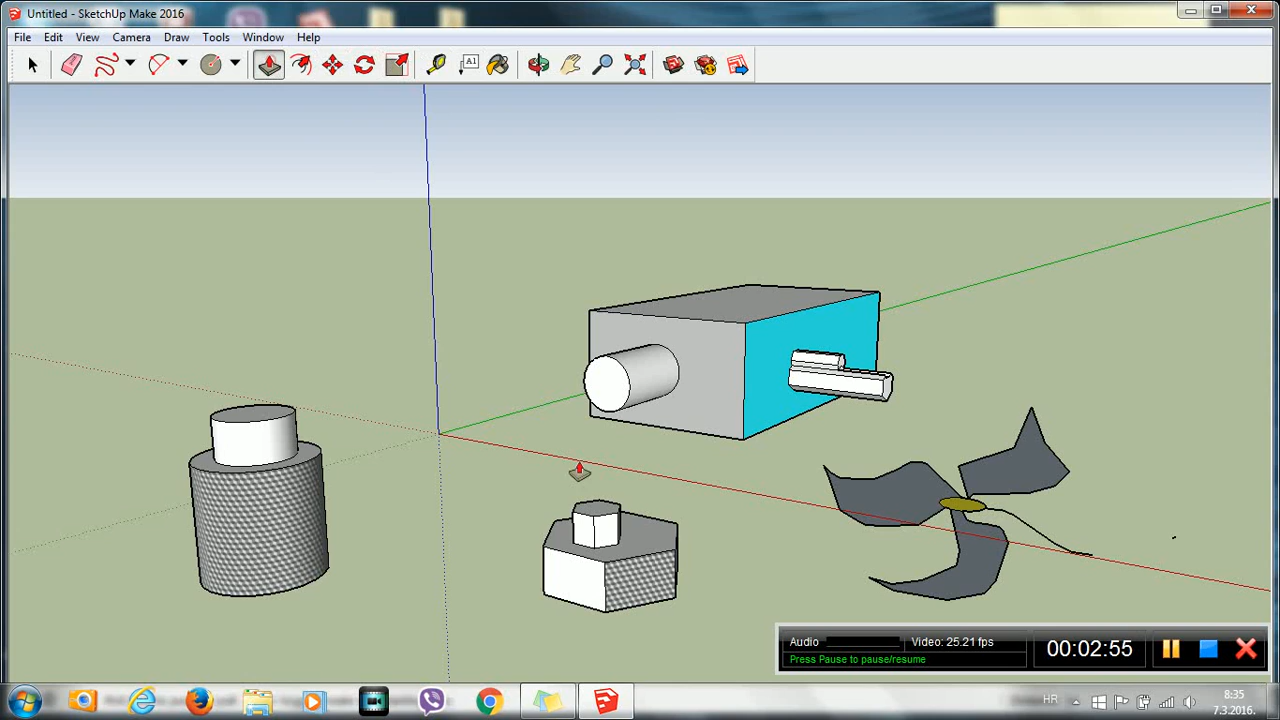 Untitled - SketchUp Make 2016
File Edit View Camera Draw Tools Window Help
A1
Audio Video: 25.21 fps
Press Pause to pause/resume
00:02:55
HR
8:35
7.3.2016.